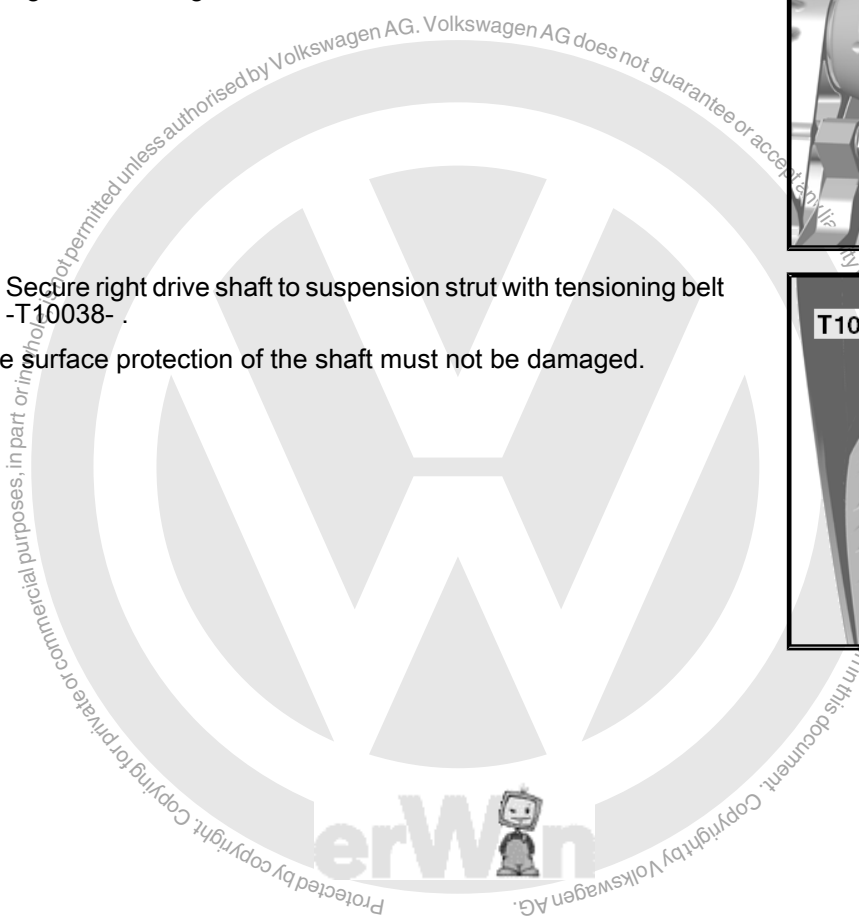 Secure right drive shaft to suspension strut with tensioning belt
-T10038- .
e surface protection of the shaft must not be damaged.
T10
Protected by copyright. Copying for private or commercial purposes, in part or in whole, is not permitted unless authorised by Volkswagen AG. Volkswagen AG does not guarantee or accept any lia
in this document. Copyright by Volkswagen AG.
erWin